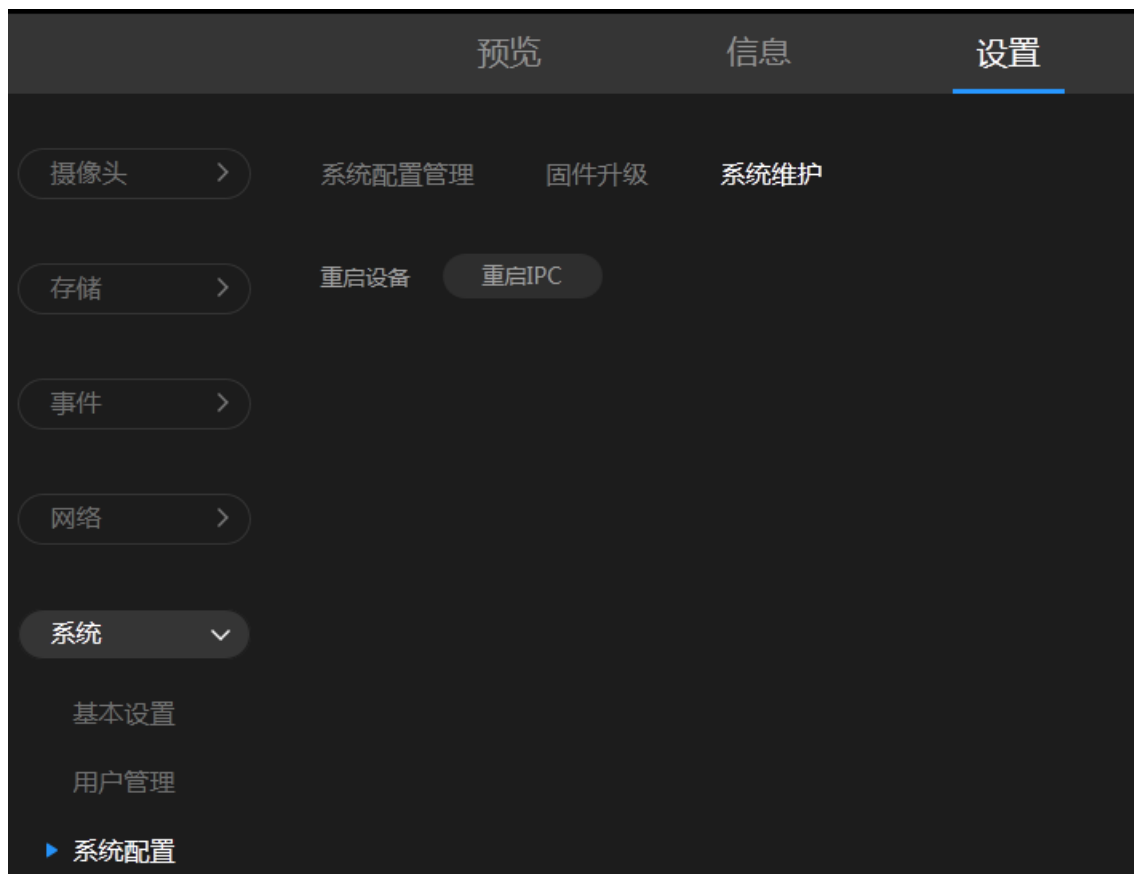 预览 信息 设置
摄像头
系统配置管理 固件升级 系统维护
存储
重启设备 重启IPC
事件
网络
系统
基本设置
用户管理
系统配置